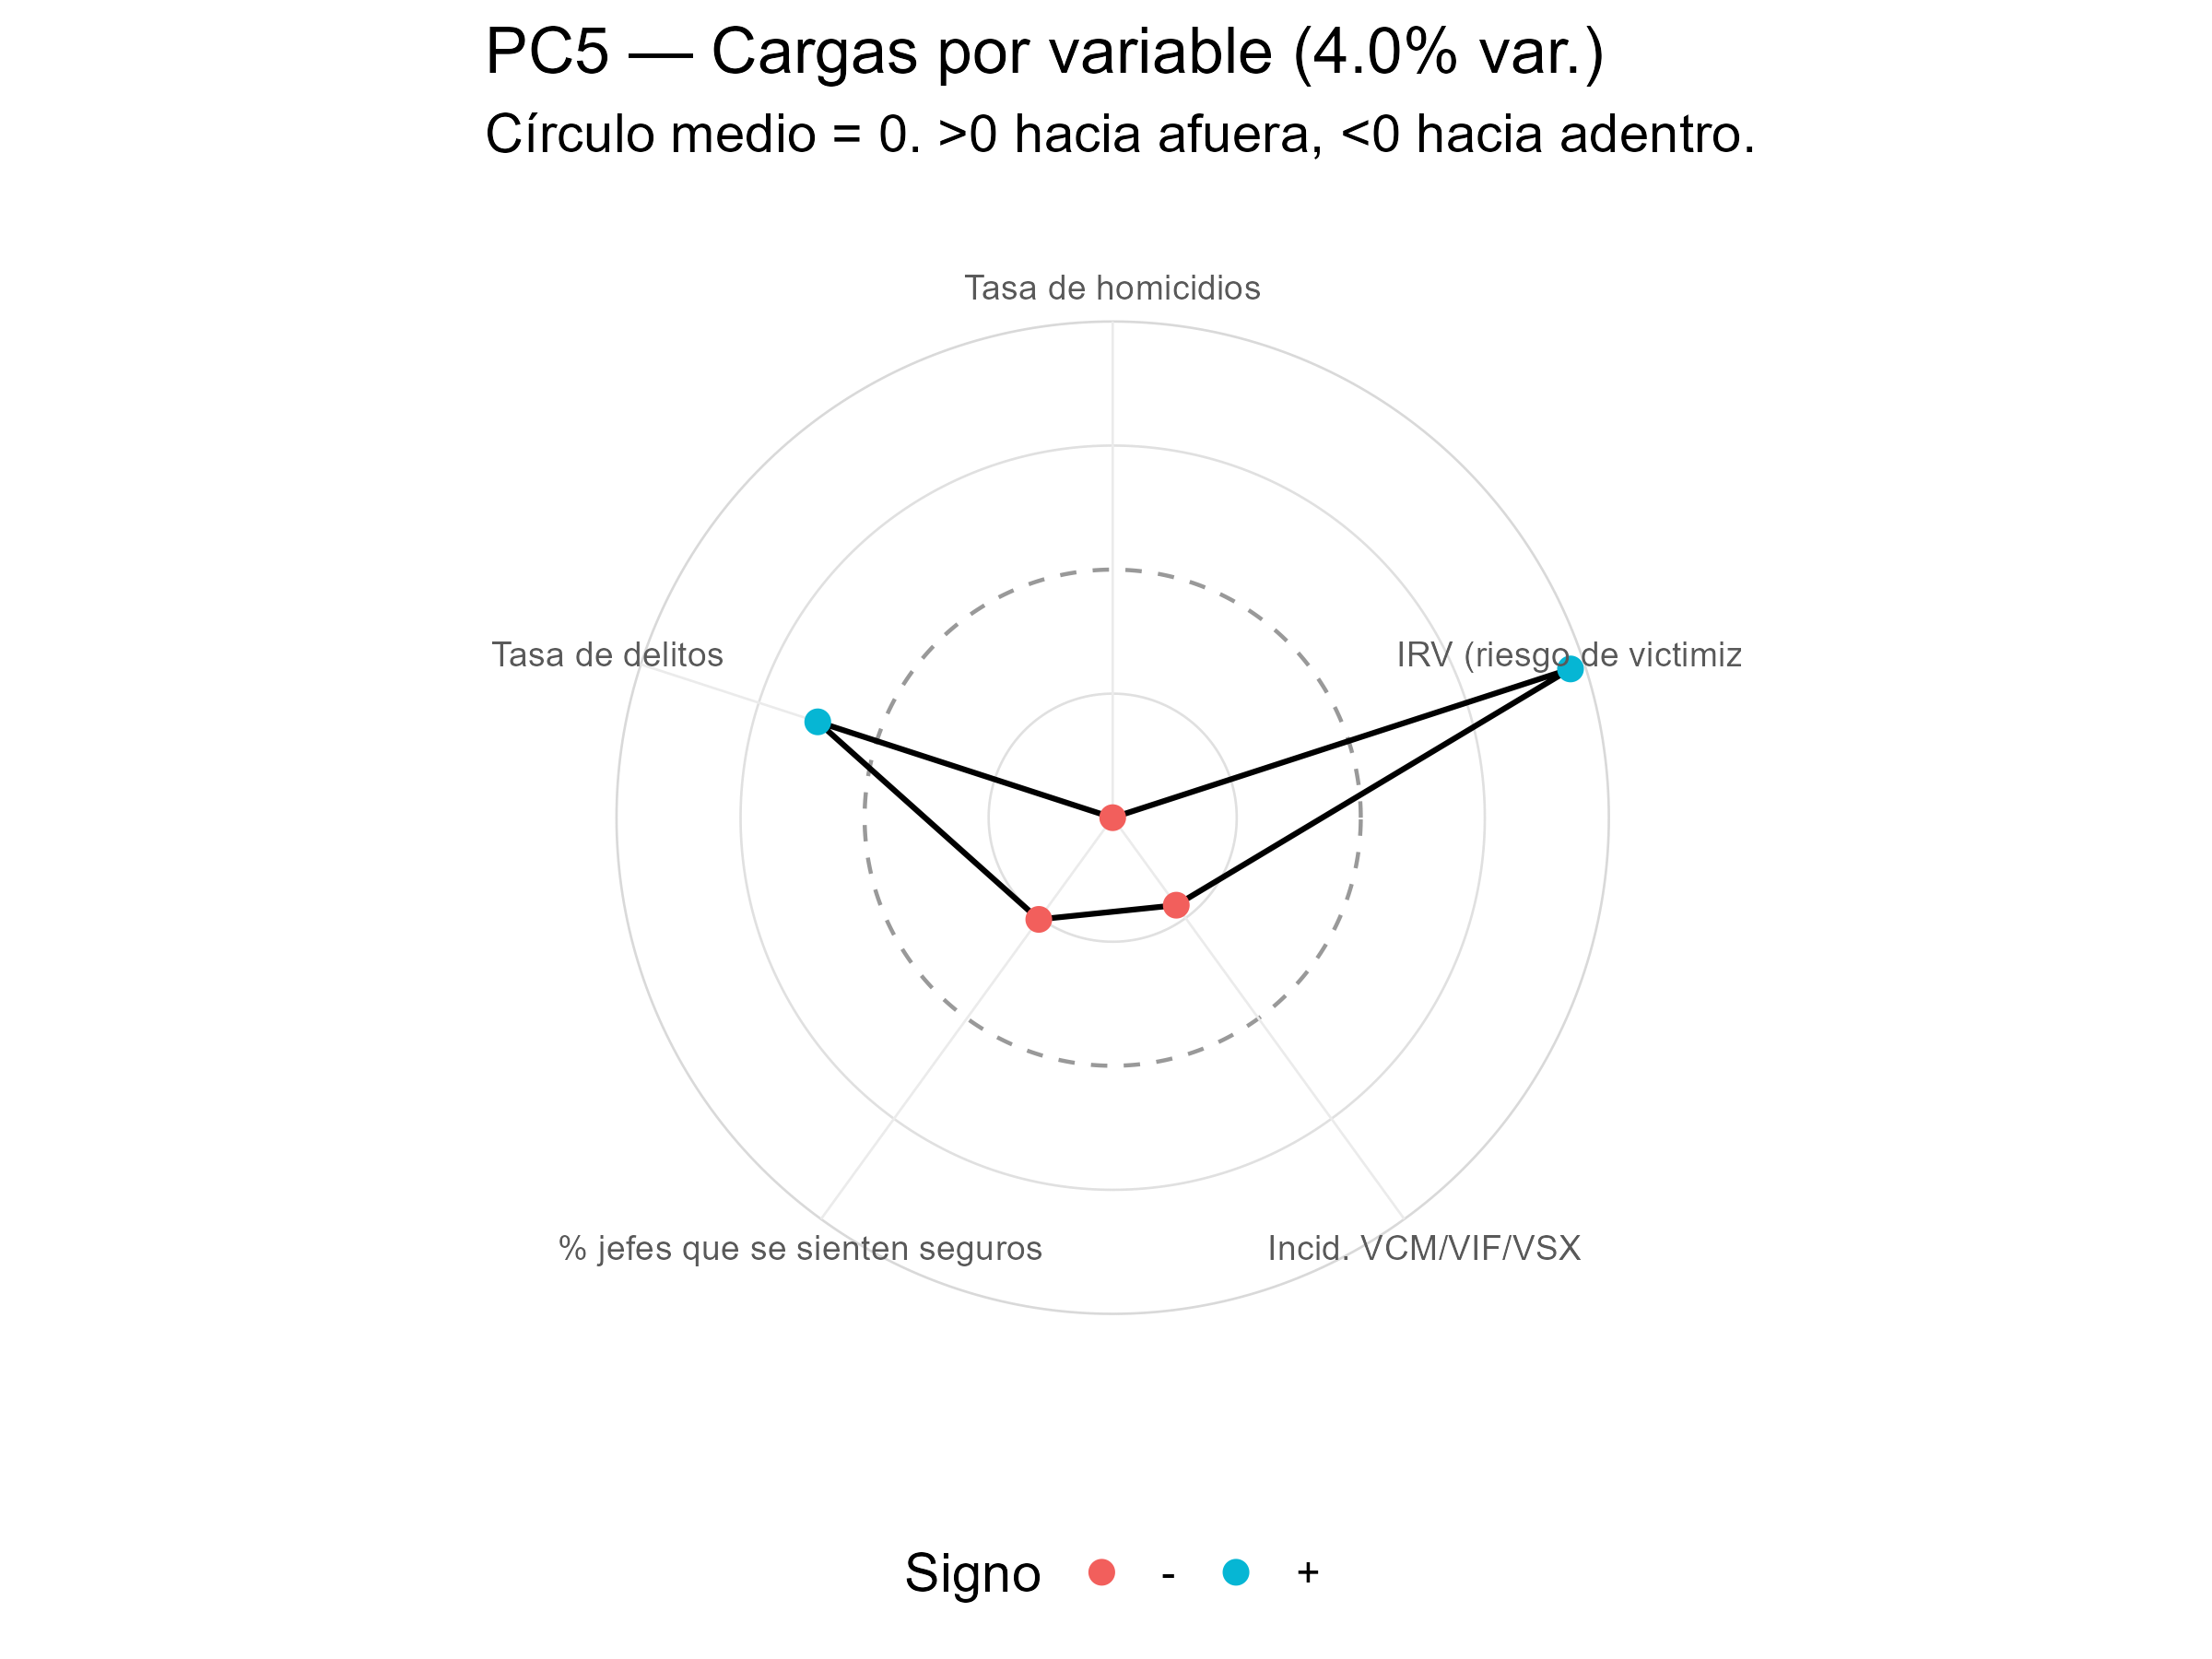 PC5 — Cargas por variable (4.0% var.)
Círculo medio = 0. >0 hacia afuera, <0 hacia adentro.
Tasa de homicidios
Tasa de delitos
IRV (riesgo de victimiz
% jefes que se sienten seguros
Incid. VCM/VIF/VSX
Signo - +